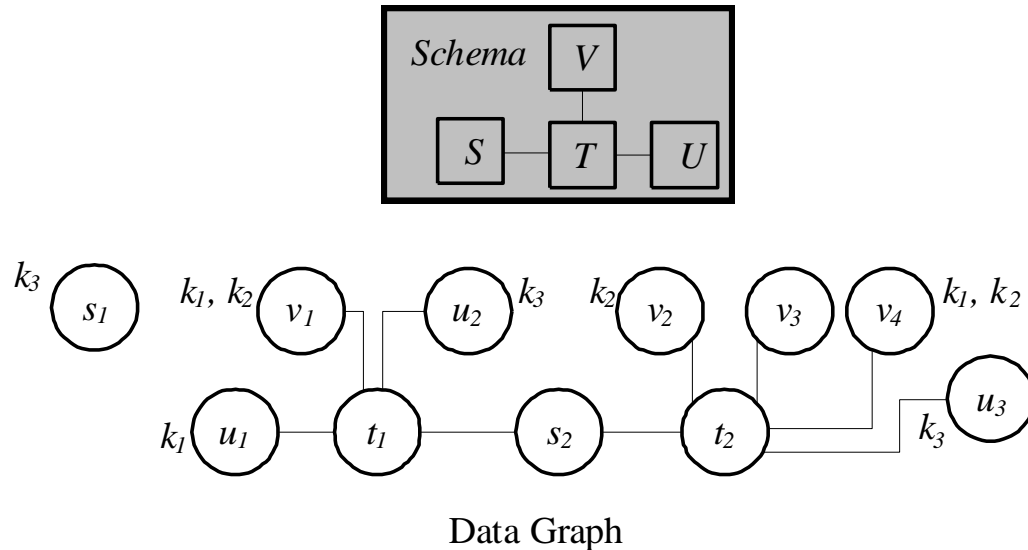 Schema
V
S T U
k3 s1 k1, k2 v1 u2 k3 k2 v2 v3 v4 k1, k2
k1 u1 t1 s2 t2 k3 u3
Data Graph